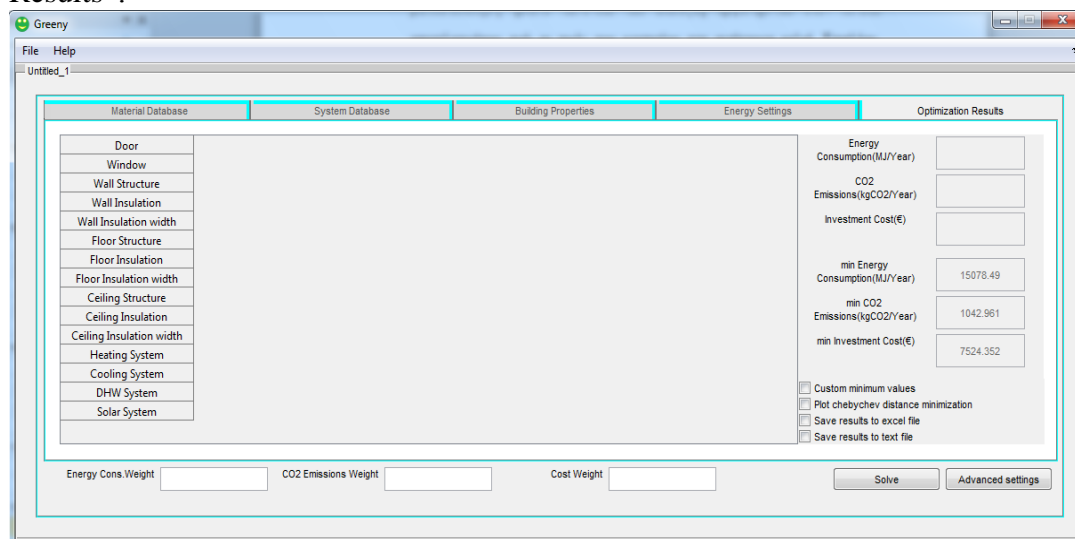 Results".
Greeny
File Help
Untitled_1
Material Database System Database Building Properties Energy Settings Optimization Results
Door
Window
Wall Structure
Wall Insulation
Wall Insulation width
Floor Structure
Floor Insulation
Floor Insulation width
Ceiling Structure
Ceiling Insulation
Ceiling Insulation width
Heating System
Cooling System
DHW System
Solar System
Energy
Consumption(MJ/Year)
CO2
Emissions(kgCO2/Year)
Investment Cost(€)
min Energy
Consumption(MJ/Year) 15078.49
min CO2
Emissions(kgCO2/Year) 1042.961
min Investment Cost(€) 7524.352
Custom minimum values
Plot chebychev distance minimization
Save results to excel file
Save results to text file
Energy Cons.Weight CO2 Emissions Weight Cost Weight Solve Advanced settings